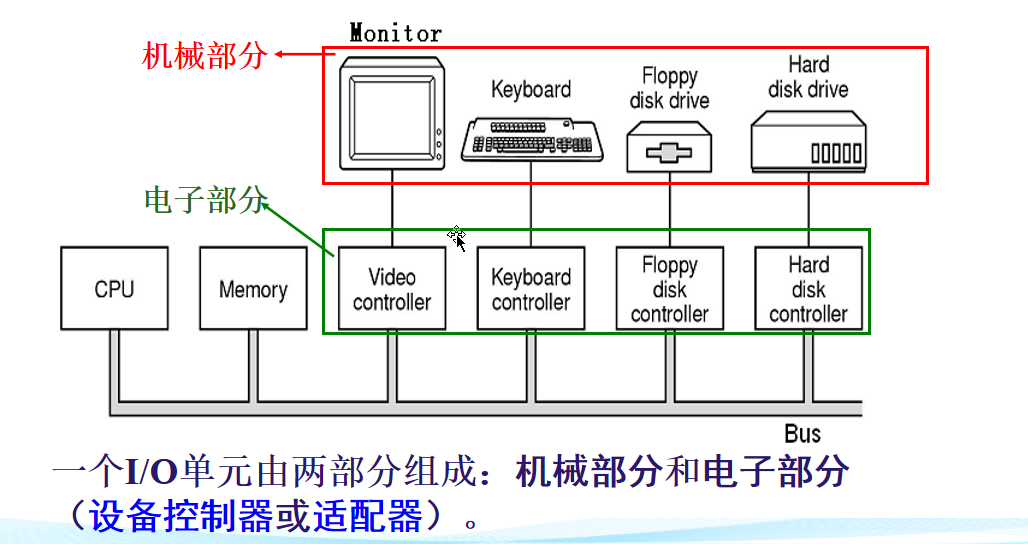 Monitor
机械部分
Keyboard
Floppy
disk drive
Hard
disk drive
电子部分
CPU
Memory
Video
controller
Keyboard
controller
Floppy
disk
controller
Hard
disk
controller
Bus
一个I/O单元由两部分组成：机械部分和电子部分
（设备控制器或适配器）。